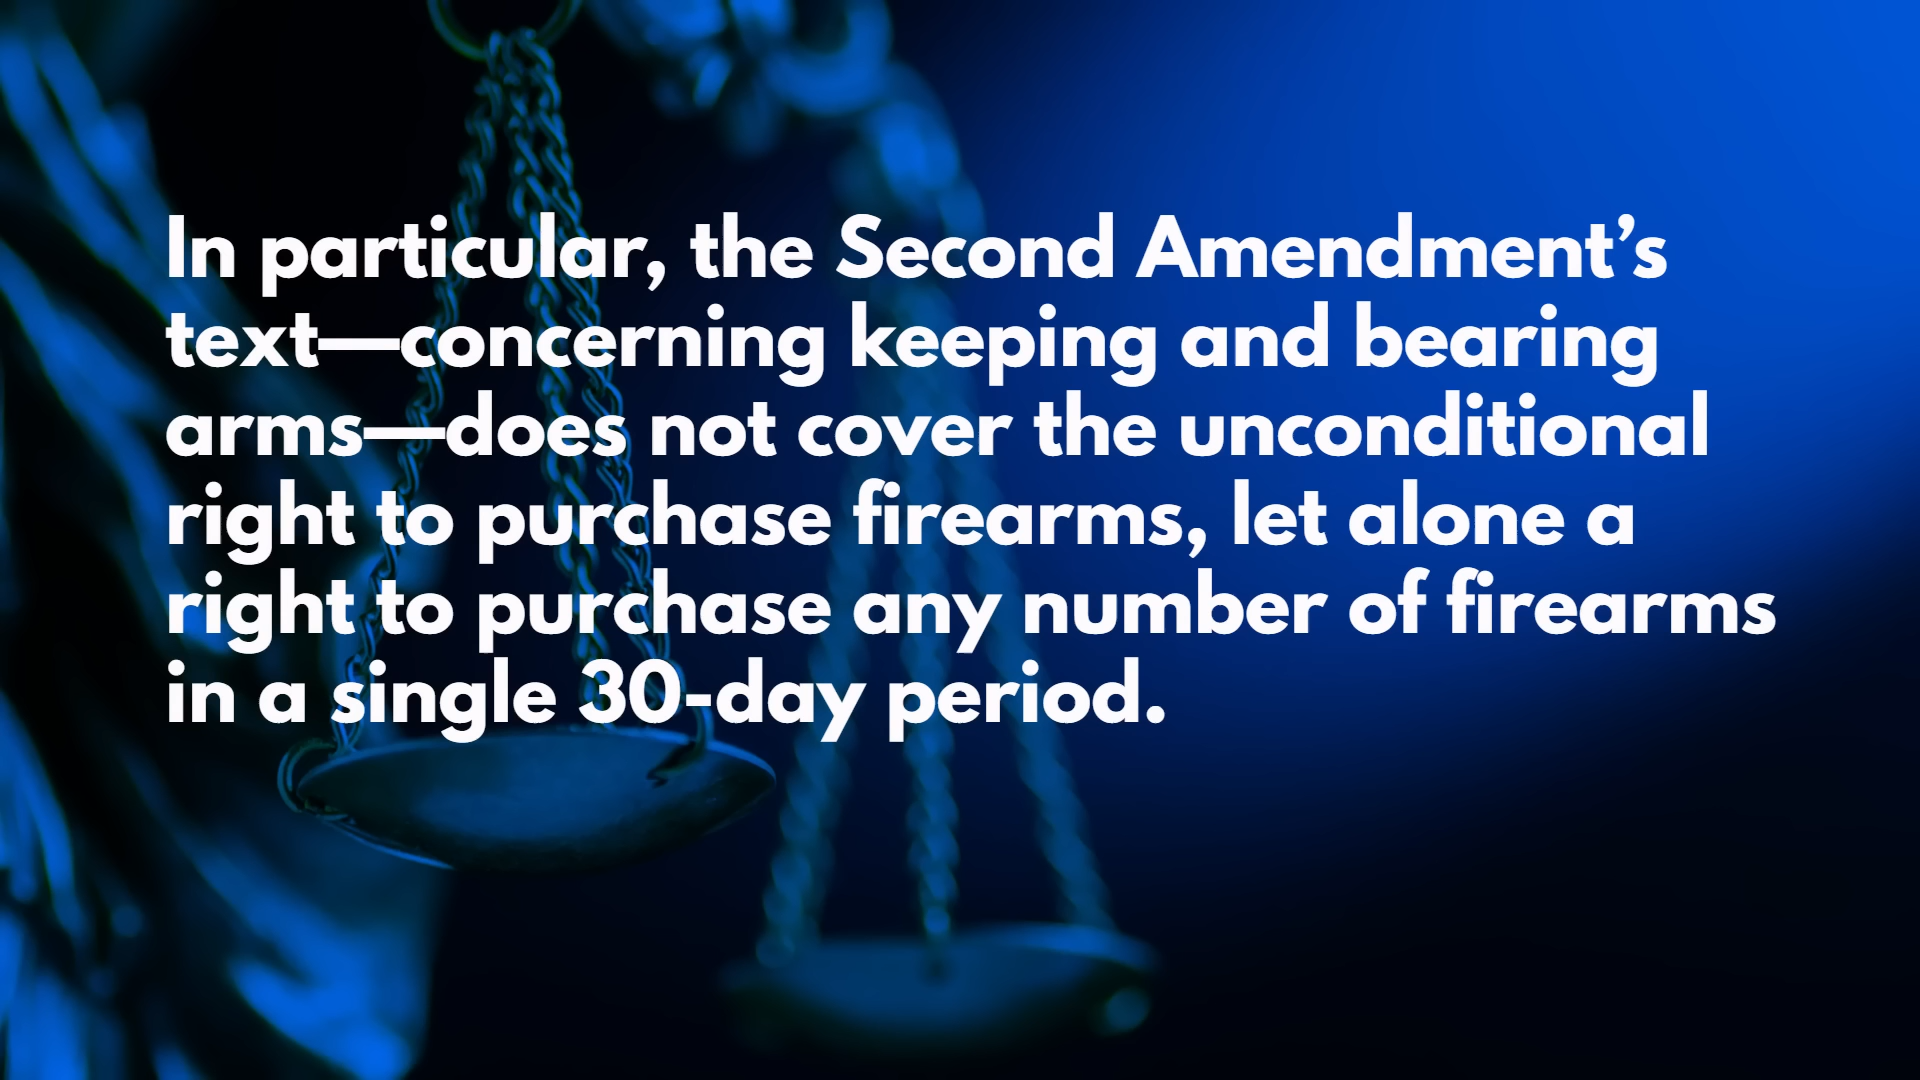 In particular, the Second Amendment’s
text—concerning keeping and bearing
arms—does not cover the unconditional
right to purchase firearms, let alone a
right to purchase any number of firearms
in a single 30-day period.